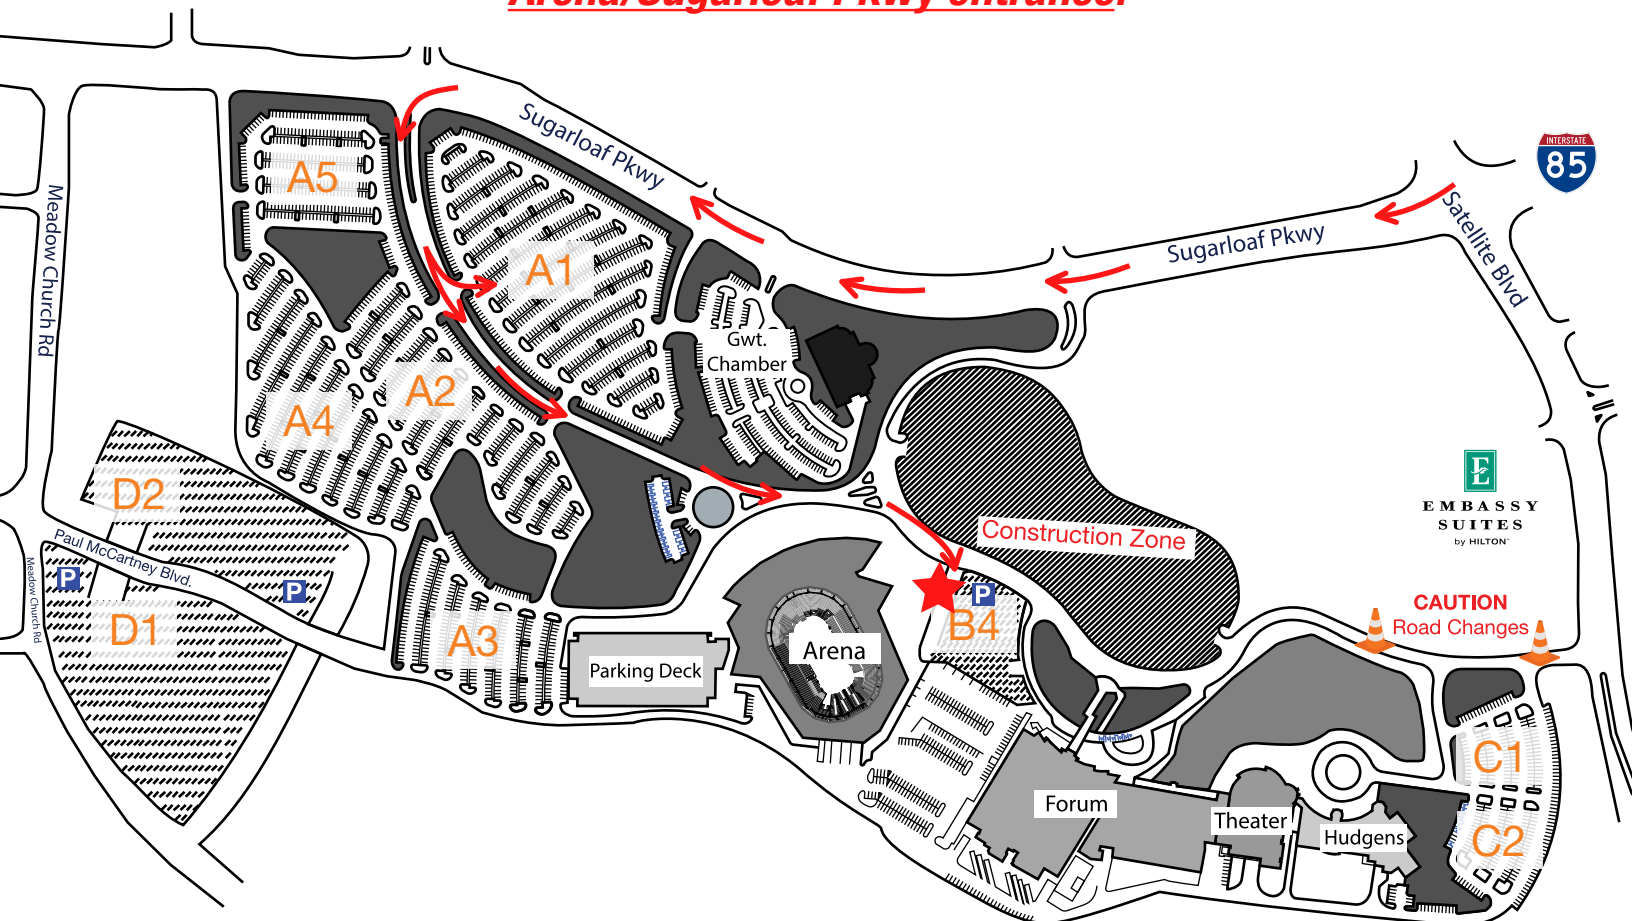 Arena/Sugarloaf Pkwy entrance.
INTERSTATE
85
Sugarloaf Pkwy
Sugarloaf Pkwy
Satellite Blvd
Meadow Church Rd
A5
A1
Gwt.
Chamber
A2
A4
D2
E
EMBASSY
SUITES
by HILTON™
Construction Zone
Paul McCartney Blvd.
Meadow Church Rd
P
P
P
D1
A3
B4
CAUTION
Road Changes
Arena
Parking Deck
C1
Forum
Theater
Hudgens
C2